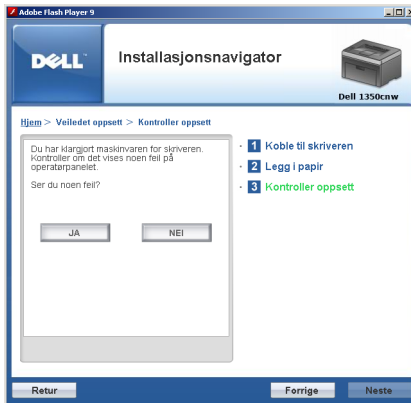 Adobe Flash Player 9
DELL™
Installasjonsnavigator
Dell 1350cnw
Hjem > Veiledet oppsett > Kontroller oppsett
Du har klargjort maskinvaren for skriveren.
Kontroller om det vises noen feil på
operatørpanelet.
Ser du noen feil?
JA
NEI
1 Koble til skriveren
2 Legg i papir
3 Kontroller oppsett
Retur
Forrige
Neste